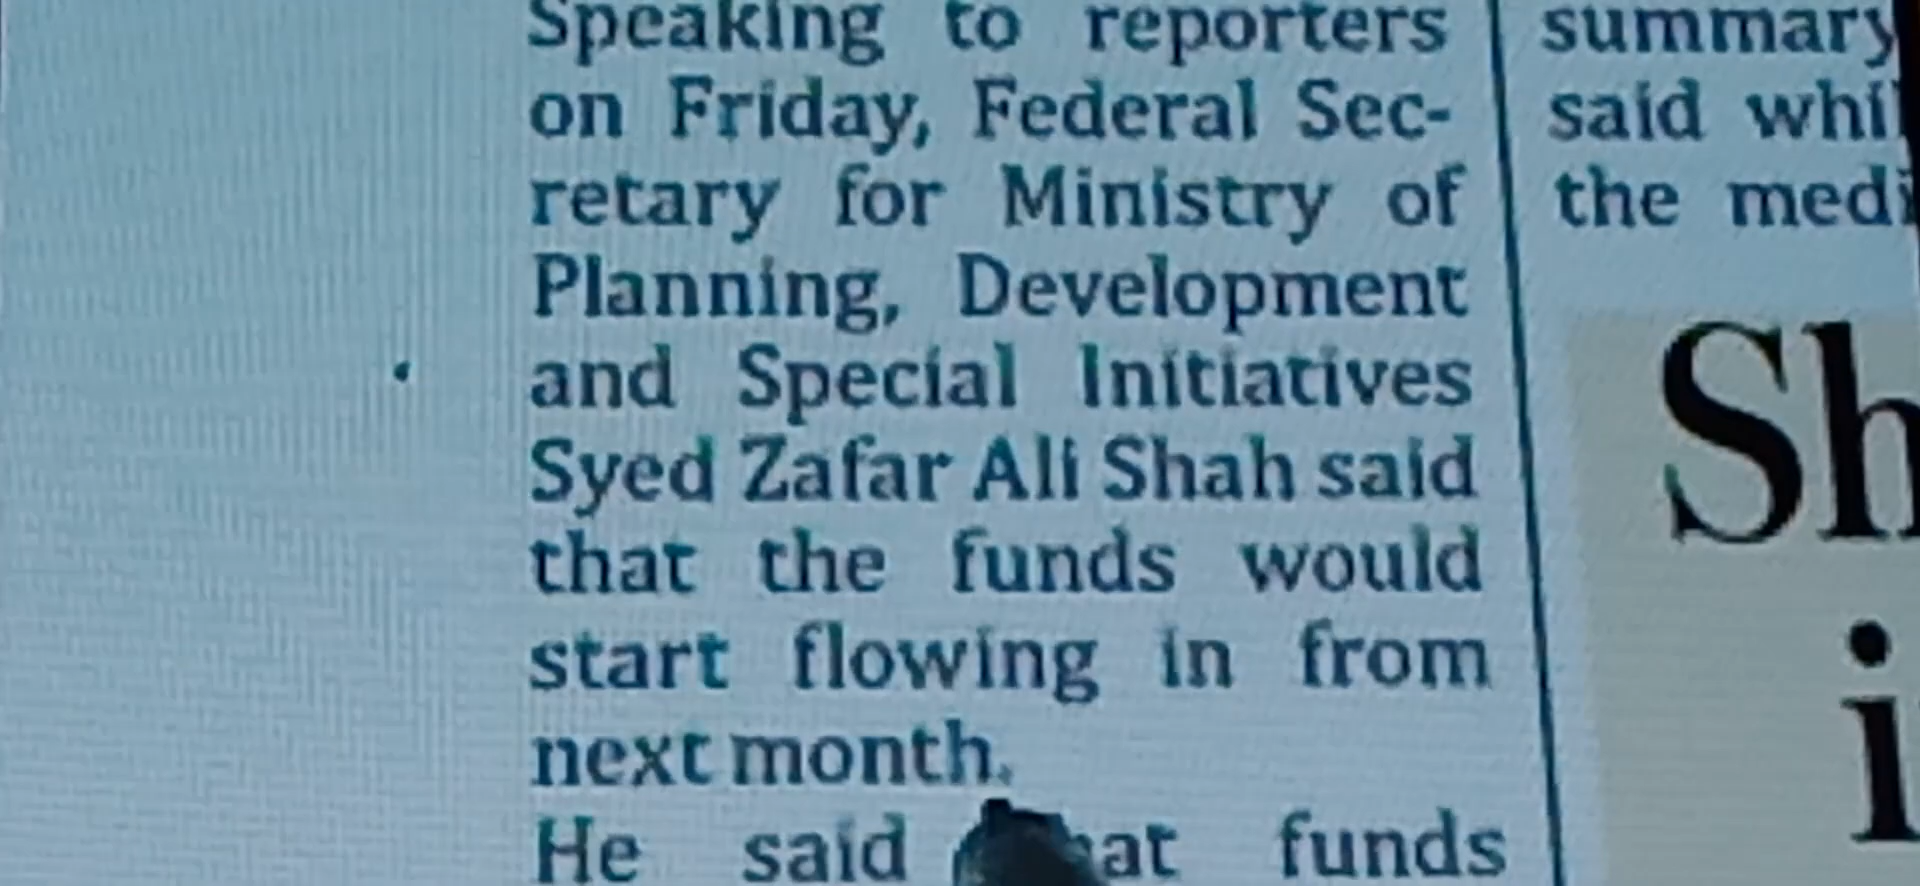 Speaking to reporters
on Friday, Federal Sec-
retary for Ministry of
Planning, Development
and Special Initiatives
Syed Zafar Ali Shah said
that the funds would
start flowing in from
next month.
He said funds
summary
said
the
Sh
i